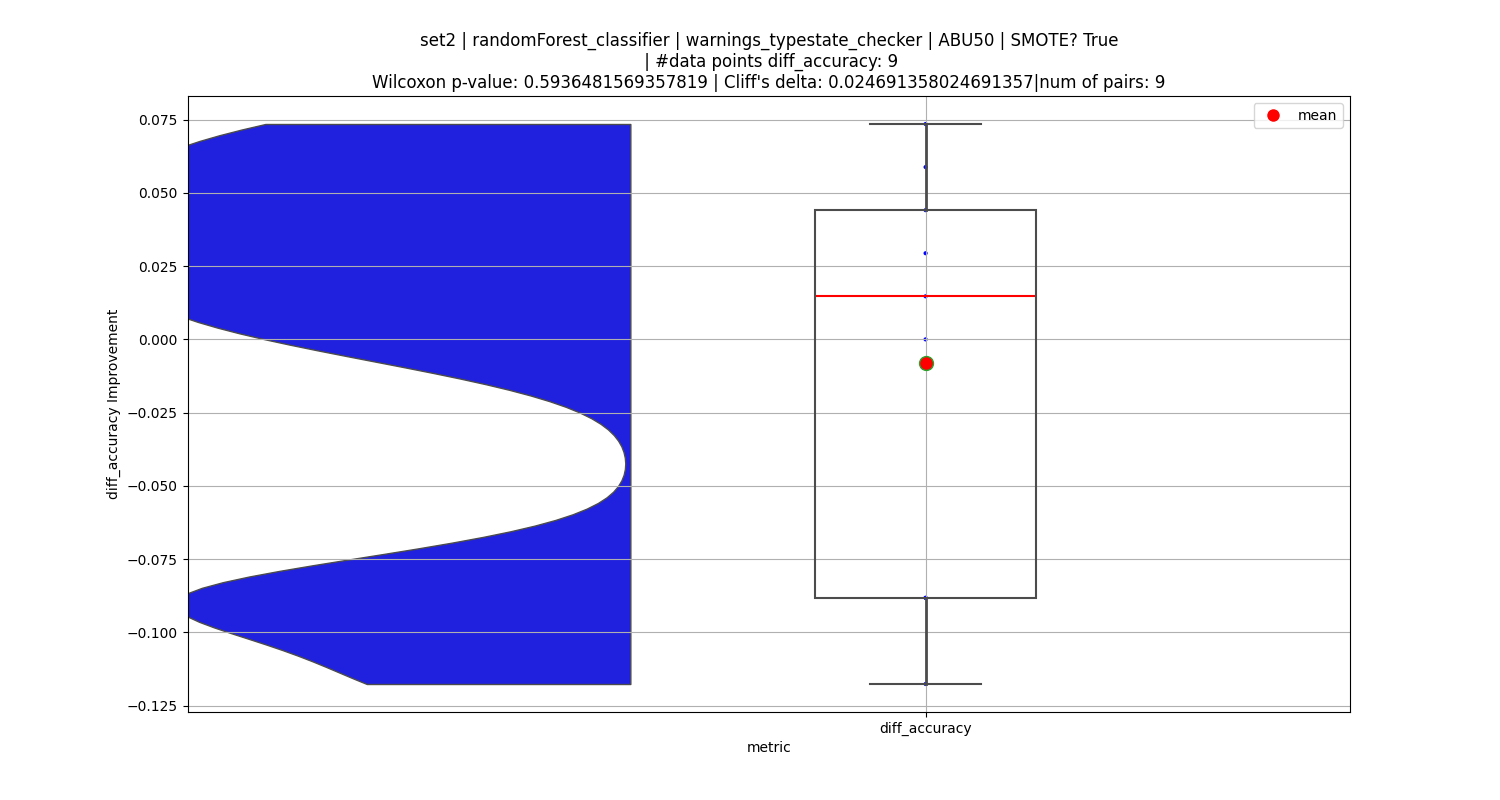 set2 | randomForest_classifier | warnings_typestate_checker | ABU50 | SMOTE? True
| #data points diff_accuracy: 9
Wilcoxon p-value: 0.5936481569357819 | Cliff's delta: 0.024691358024691357|num of pairs: 9
mean
0.075
0.050
0.025
0.000
−0.025
−0.050
−0.075
−0.100
−0.125
diff_accuracy Improvement
diff_accuracy
metric